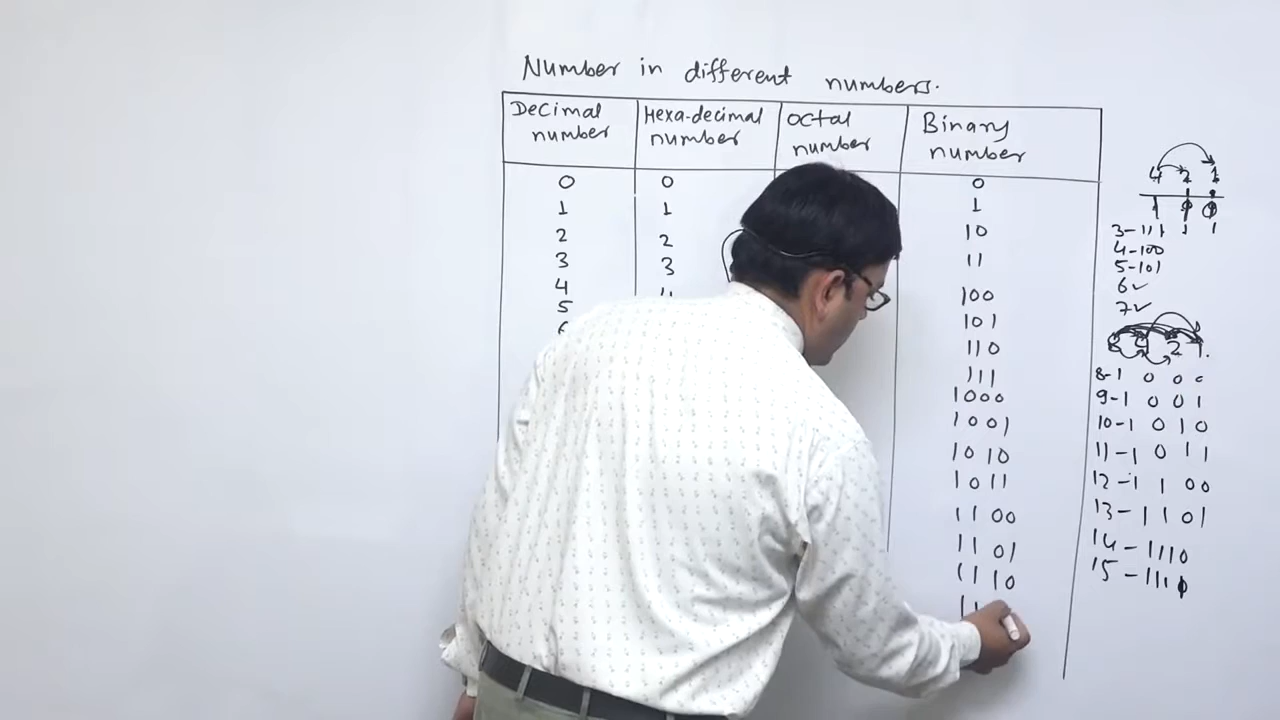 Number in different numbers.
Decimal number
Hexa-decimal number
Octal number
Binary number
0 0 0
1 1 1
2 2 10
3 3 11
4 100
5 101
110
111
1000
1001
1010
1011
1100
1101
1110
4 2 1
3-111
4-100
5-101
6✓
7✓
8-1 0 0 0
9-1 0 0 1
10-1 0 1 0
11-1 0 1 1
12-1 1 0 0
13-1 1 0 1
14-1110